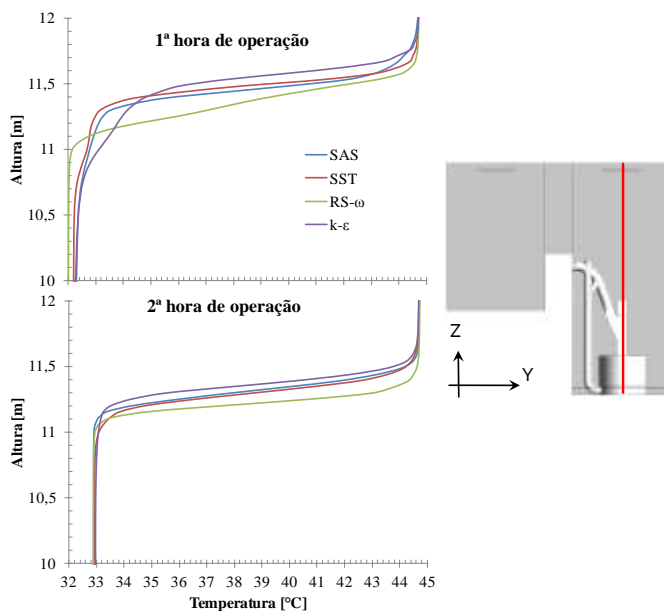 12
1ª hora de operação
11,5
Altura [m]
11
SAS
SST
RS-ω
k-ε
10,5
10
12
2ª hora de operação
11,5
Altura [m]
11
10,5
10
32 33 34 35 36 37 38 39 40 41 42 43 44 45
Temperatura [°C]
Z
Y